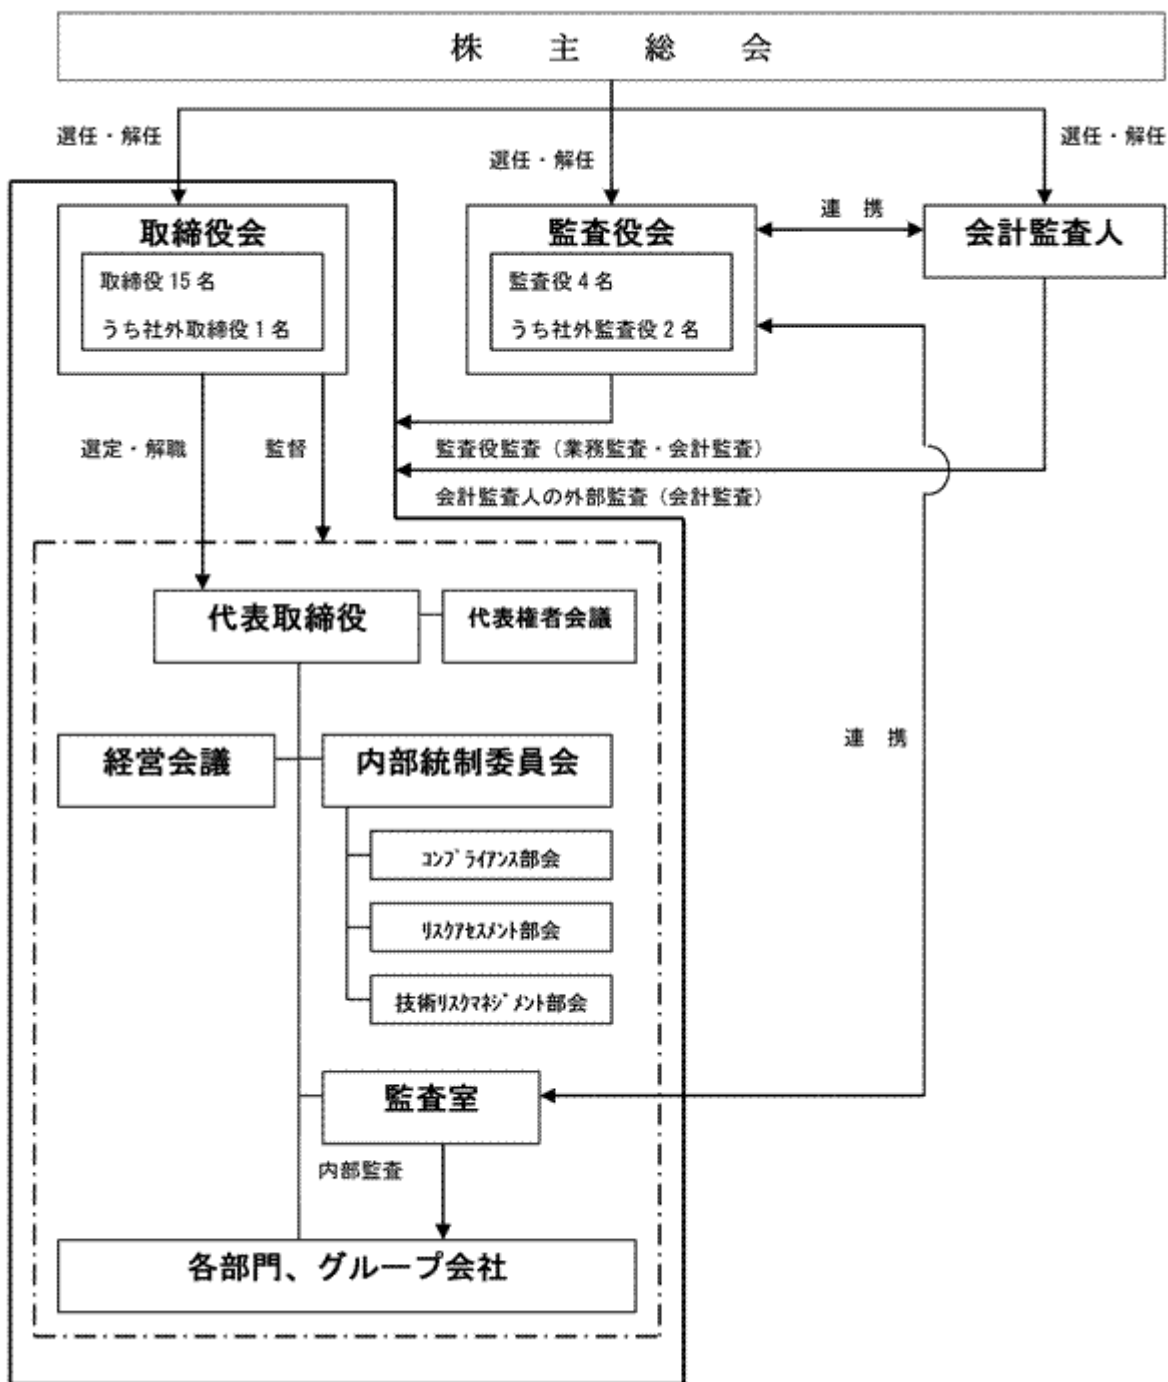 株主総会
選任・解任
選任・解任
選任・解任
取締役会
取締役15名
うち社外取締役1名
監査役会
監査役4名
うち社外監査役2名
連携
会計監査人
選定・解職
監督
監査役監査（業務監査・会計監査）
会計監査人の外部監査（会計監査）
代表取締役
代表権者会議
経営会議
内部統制委員会
連携
ｺﾝﾌﾟﾗｲｱﾝｽ部会
ﾘｽｸｱｾｽﾒﾝﾄ部会
技術ﾘｽｸﾏﾈｼﾞﾒﾝﾄ部会
監査室
内部監査
各部門、グループ会社